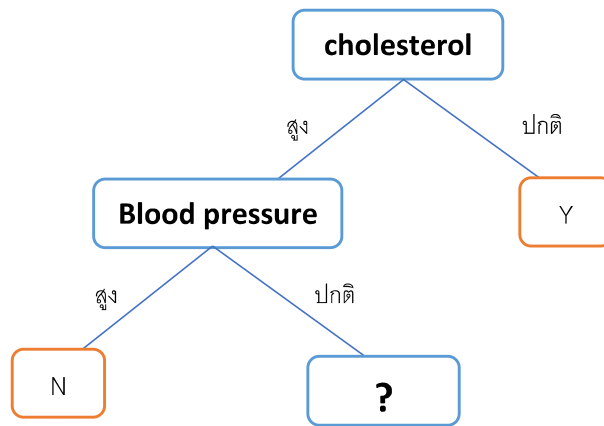 cholesterol
สูง
ปกติ
Blood pressure
Y
สูง
ปกติ
N
?